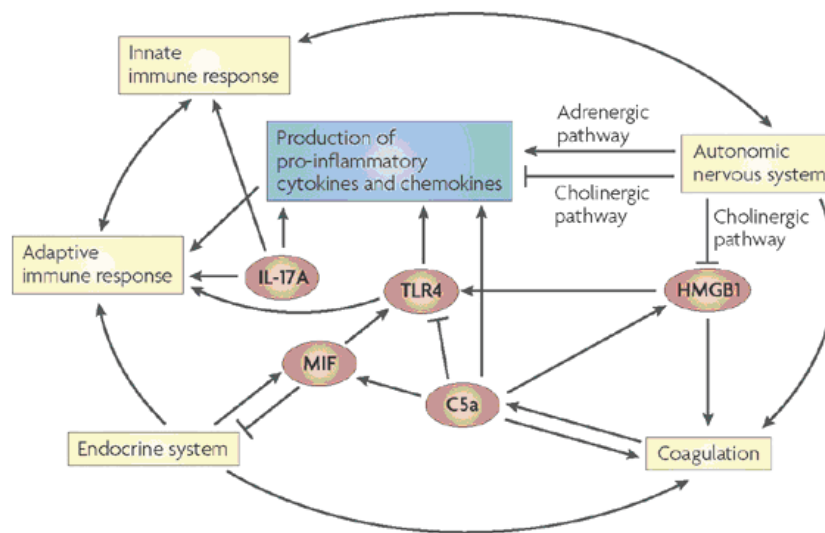 Innate
immune response
Production of
pro-inflammatory
cytokines and chemokines
Adrenergic
pathway
Cholinergic
pathway
Autonomic
nervous system
Cholinergic
pathway
Adaptive
immune response
IL-17A
TLR4
HMGB1
MIF
C5a
Endocrine system
Coagulation